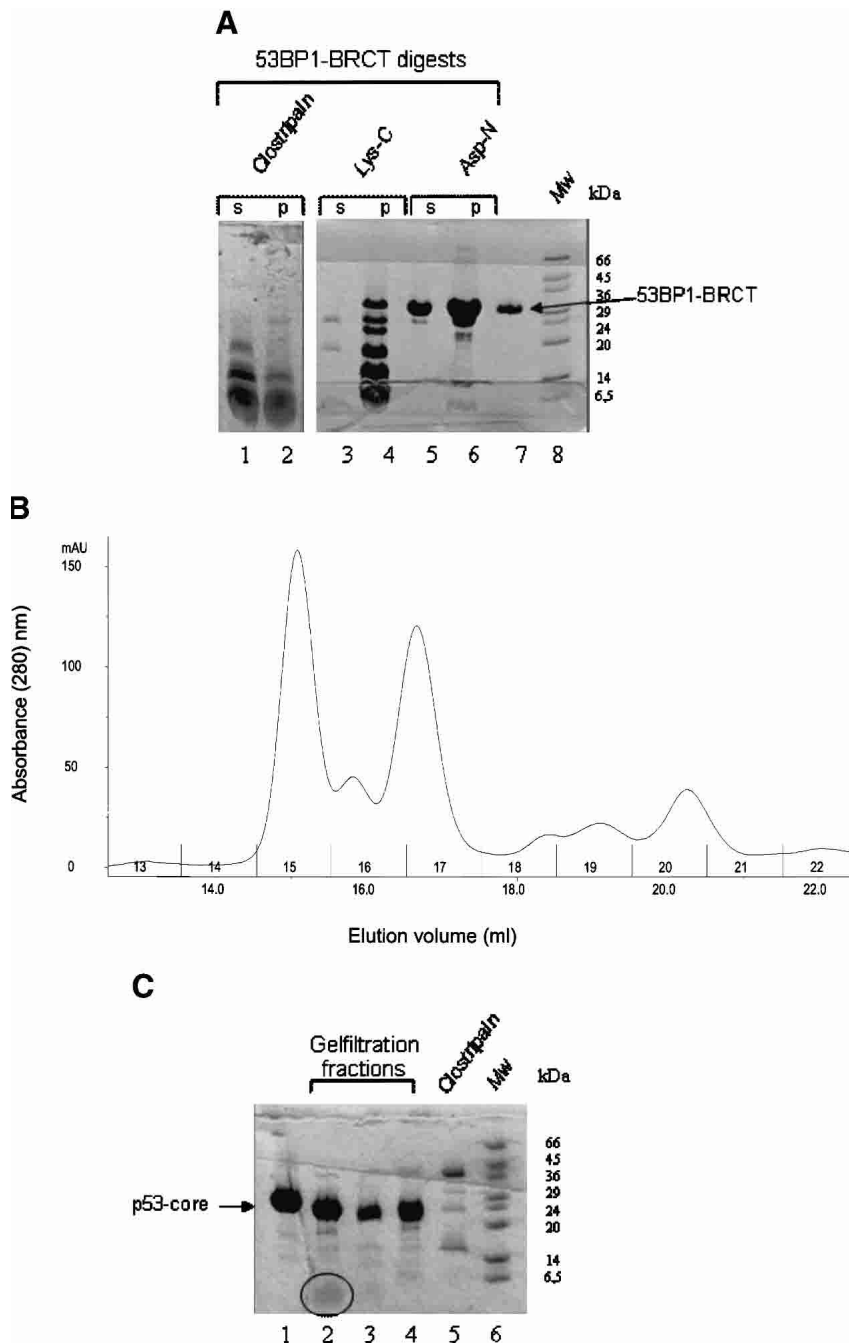 A
53BP1-BRCT digests
Clostripain Lys-C Asp-N Mw kDa
s p s p s p
66
45
36
29
24
20
14
6,5
53BP1-BRCT
1 2 3 4 5 6 7 8
B
mAU
150
100
50
0
Absorbance (280) nm
13 14 15 16 17 18 19 20 21 22
14.0 16.0 18.0 20.0 22.0
Elution volume (ml)
C
Gelfiltration
fractions
Clostripain Mw kDa
66
45
36
29
24
20
14
6,5
p53-core
1 2 3 4 5 6